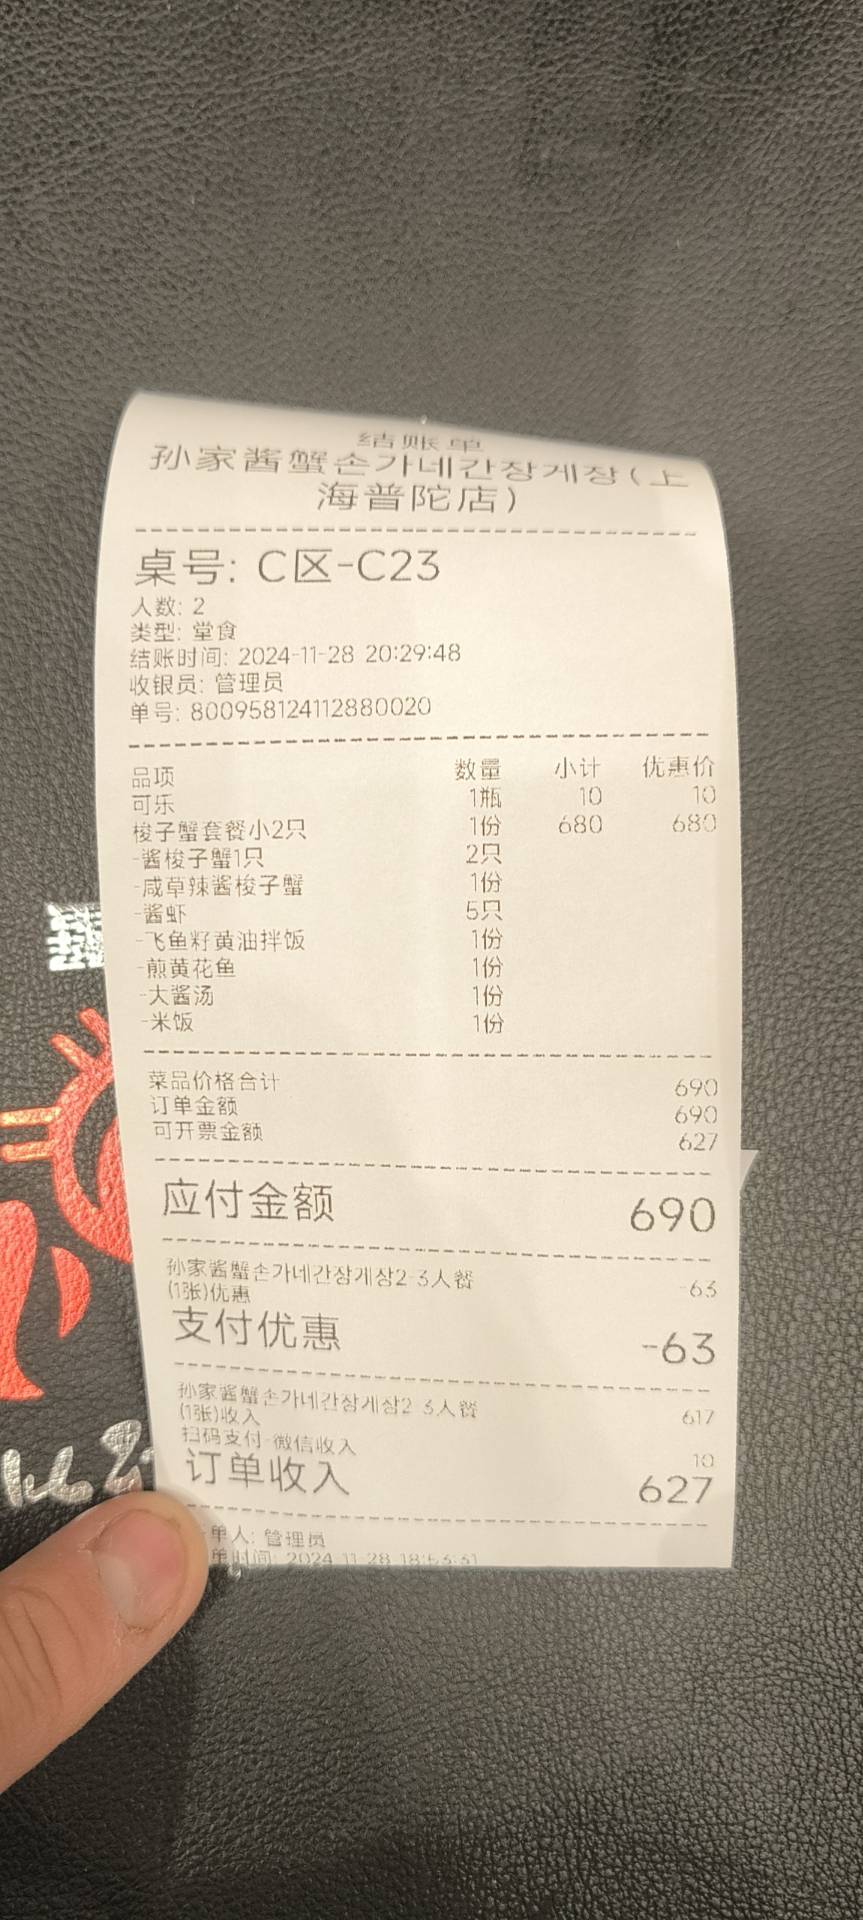 结账单
孙家酱蟹손가네간장게장(上
海普陀店)
桌号: C区-C23
人数: 2
类型: 堂食
结账时间: 2024-11-28 20:29:48
收银员: 管理员
单号: 800958124112880020
品项 数量 小计 优惠价
可乐 1瓶 10 10
梭子蟹套餐小2只 1份 680 680
-酱梭子蟹1只 2只
-咸草辣酱梭子蟹 1份
-酱虾 5只
-飞鱼籽黄油拌饭 1份
-煎黄花鱼 1份
-大酱汤 1份
-米饭 1份
菜品价格合计 690
订单金额 690
可开票金额 627
应付金额 690
孙家酱蟹손가네간장게장2-3人餐 -63
(1张)优惠
支付优惠 -63
孙家酱蟹손가네간장게장2-3人餐 617
(1张)收入
扫码支付-微信收入 10
订单收入 627
单人: 管理员
单时间: 2024-11-28